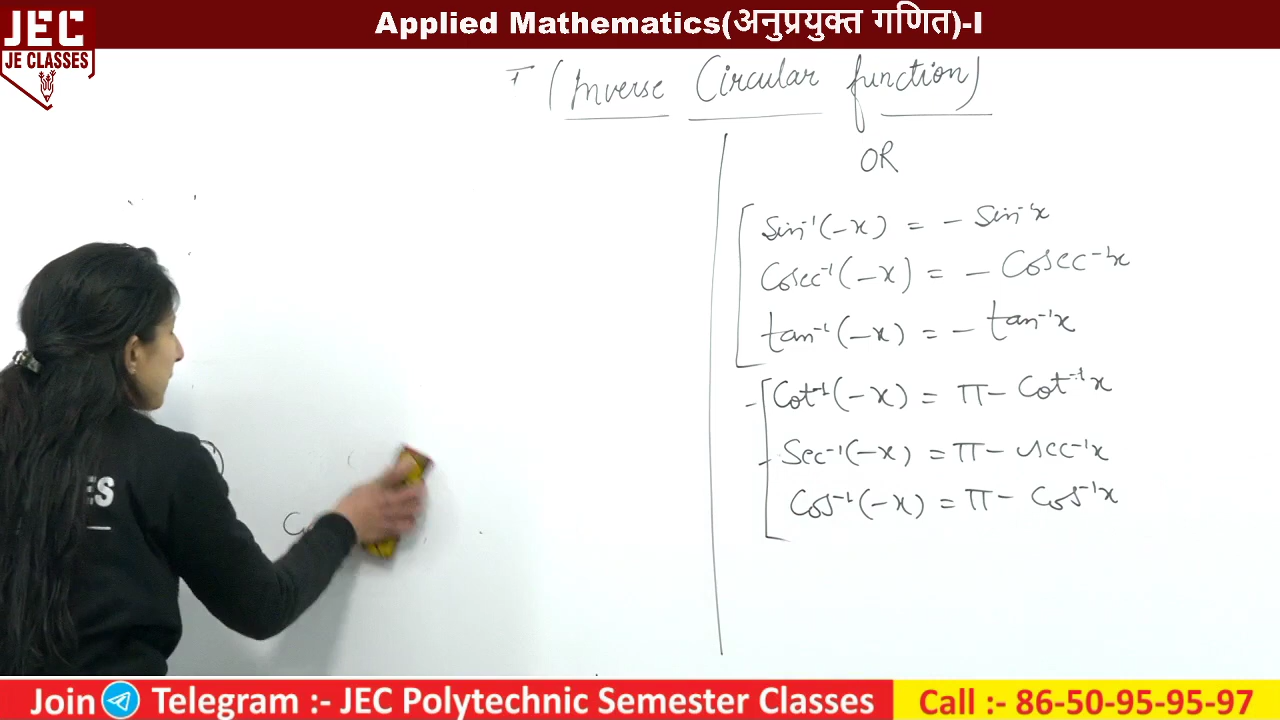 JEC
JE CLASSES
Applied Mathematics(अनुप्रयुक्त गणित)-I
(Inverse Circular function)
OR
Sin⁻¹(-x) = - Sin⁻¹x
Cosec⁻¹(-x) = - Cosec⁻¹x
tan⁻¹(-x) = - tan⁻¹x
Cot⁻¹(-x) = π - Cot⁻¹x
Sec⁻¹(-x) = π - sec⁻¹x
Cos⁻¹(-x) = π - Cos⁻¹x
ES
Join Telegram :- JEC Polytechnic Semester Classes
Call :- 86-50-95-95-97